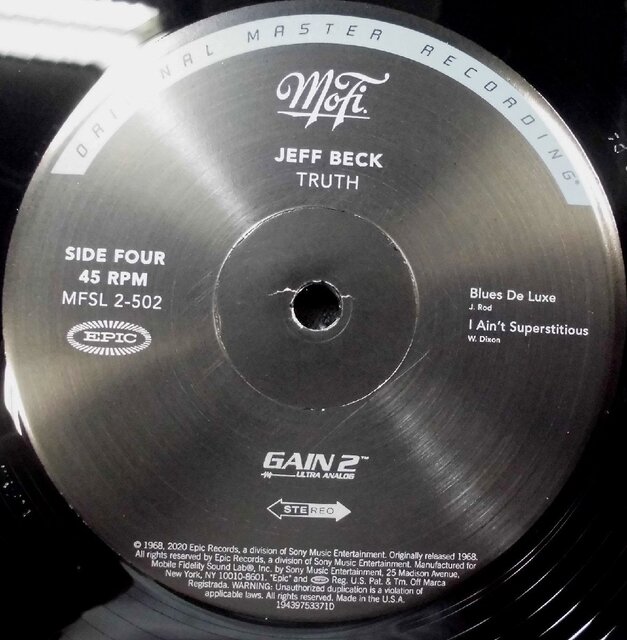 ORIGINAL MASTER RECORDING®
MoFi.
JEFF BECK
TRUTH
SIDE FOUR
45 RPM
MFSL 2-502
EPIC
Blues De Luxe
J. Rod
I Ain't Superstitious
W. Dixon
GAIN 2™
ULTRA ANALOG
STEREO
© 1968, 2020 Epic Records, a division of Sony Music Entertainment. Originally released 1968.
All rights reserved by Epic Records, a division of Sony Music Entertainment. Manufactured for
Mobile Fidelity Sound Lab®, Inc. by Sony Music Entertainment, 25 Madison Avenue,
New York, NY 10010-8601. "Epic" and EPIC Reg. U.S. Pat. & Tm. Off. Marca
Registrada. WARNING: Unauthorized duplication is a violation of
applicable laws. All rights reserved. Made in the U.S.A.
194397533710